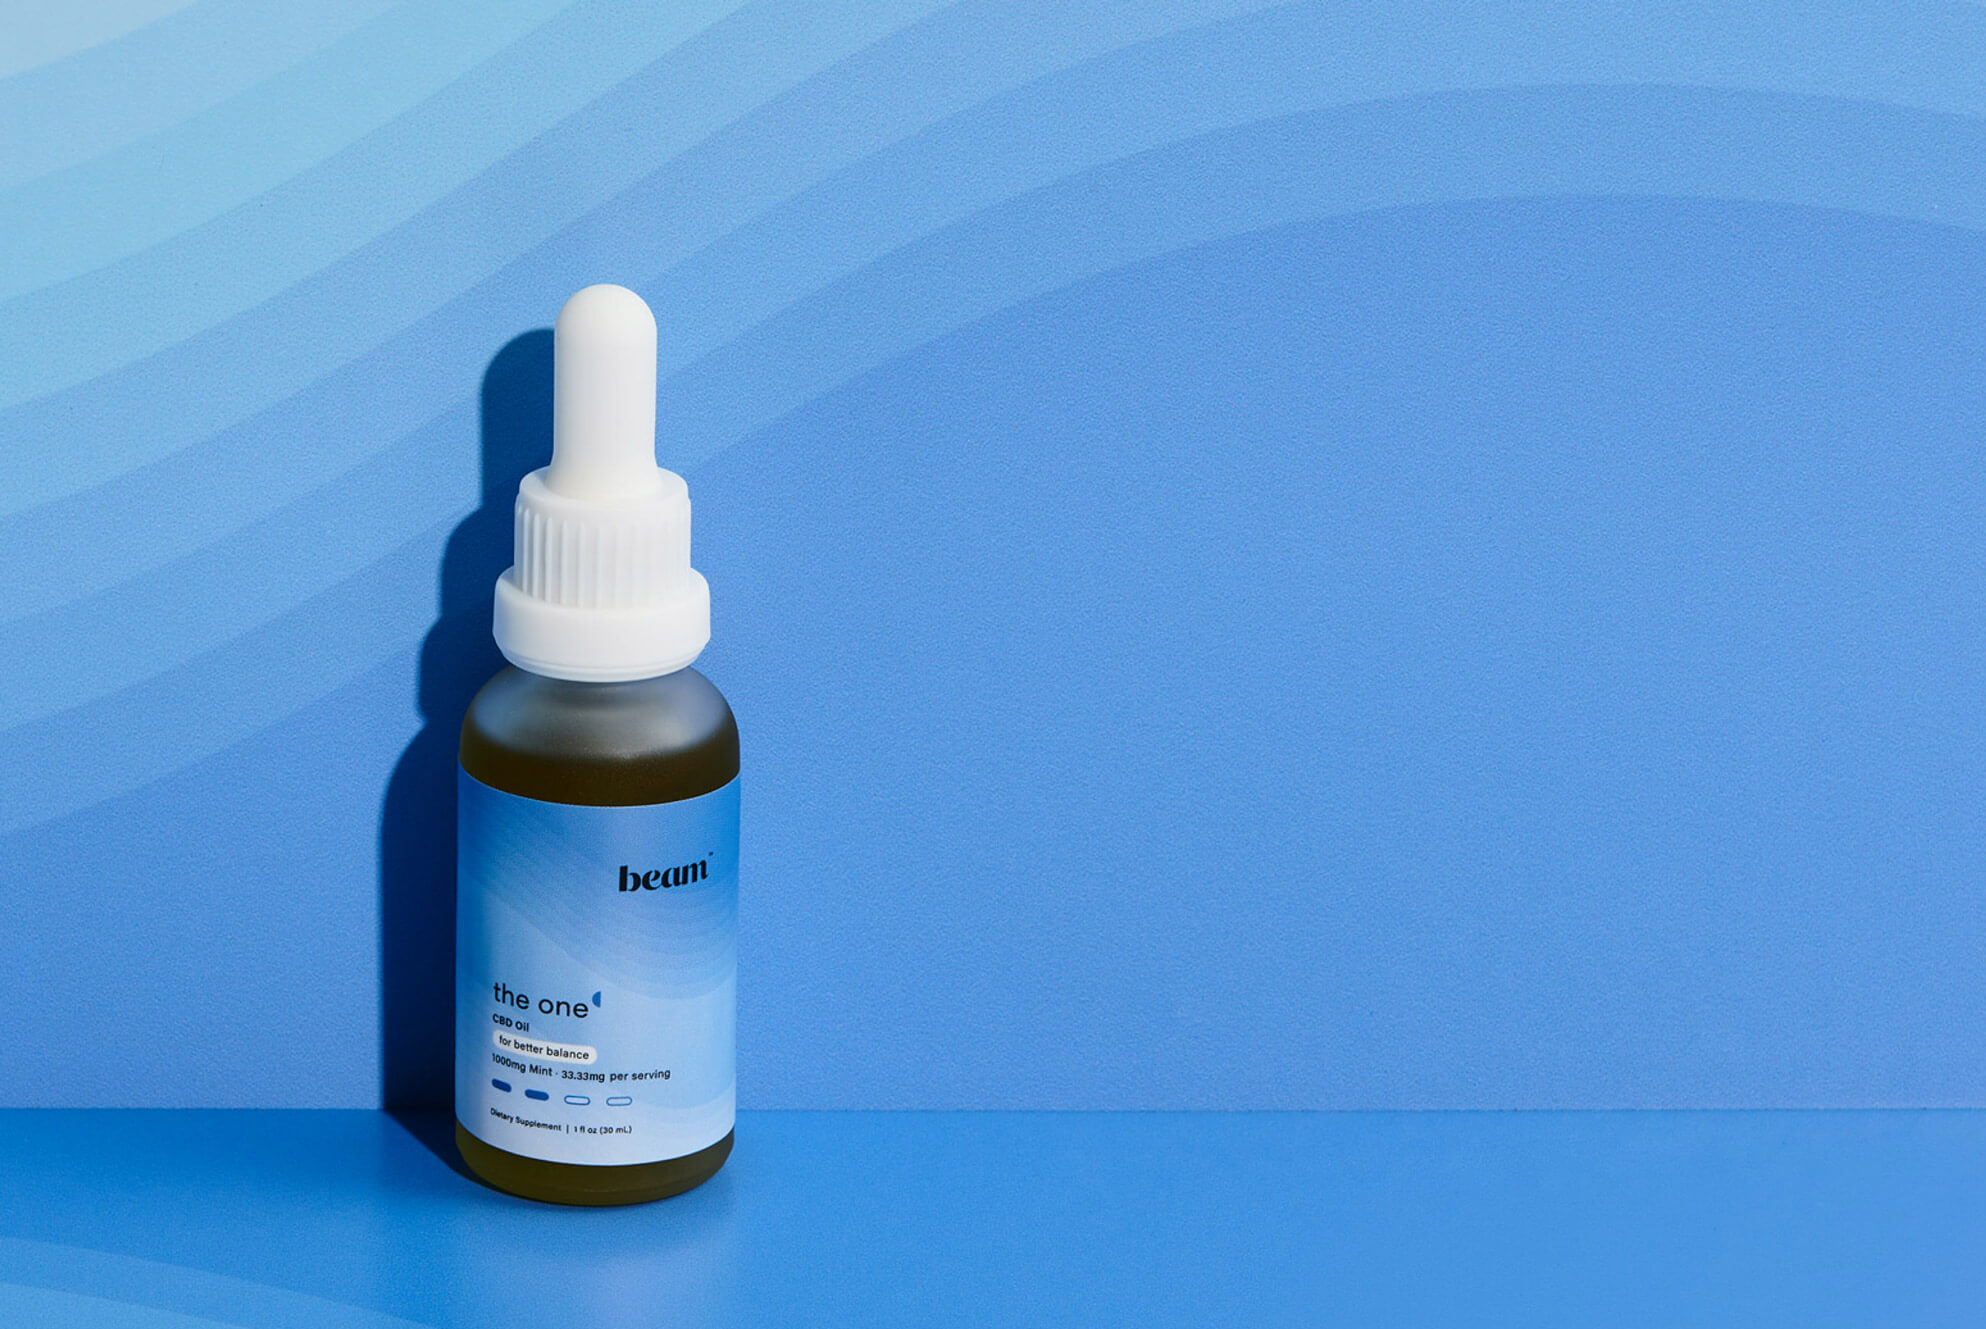 beam™
the one
CBD Oil
for better balance
1000mg Mint · 33.33mg per serving
Dietary Supplement | 1 fl oz (30 mL)